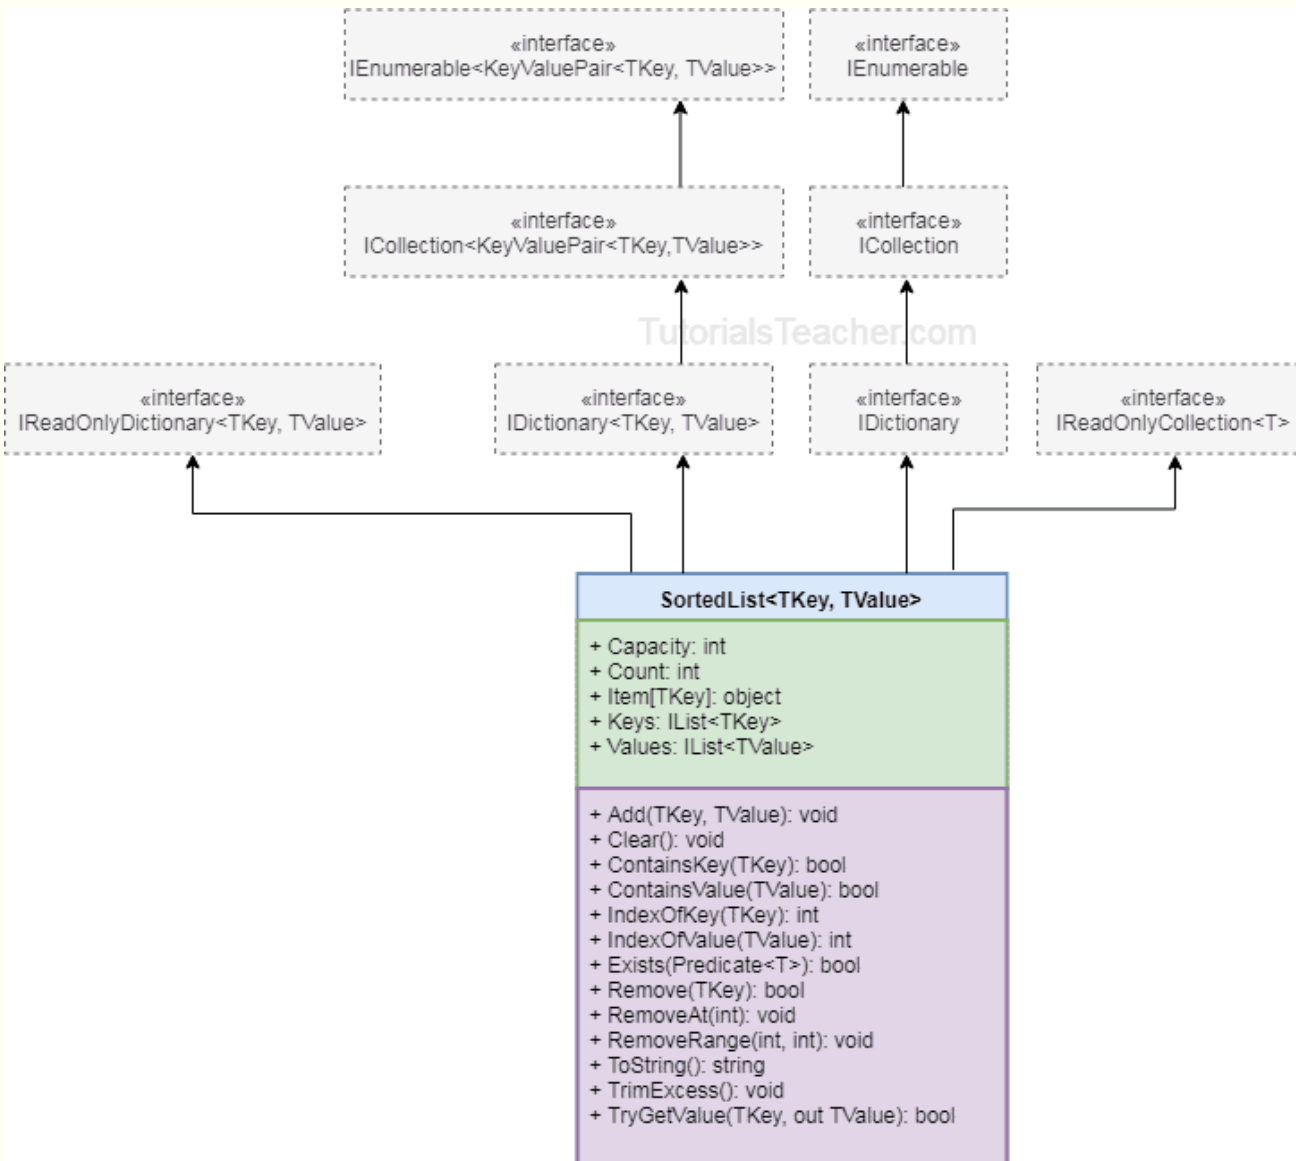 «interface»
IEnumerable<KeyValuePair<TKey, TValue>>
«interface»
IEnumerable
«interface»
ICollection<KeyValuePair<TKey,TValue>>
«interface»
ICollection
TutorialsTeacher.com
«interface»
IReadOnlyDictionary<TKey, TValue>
«interface»
IDictionary<TKey, TValue>
«interface»
IDictionary
«interface»
IReadOnlyCollection<T>
SortedList<TKey, TValue>
+ Capacity: int
+ Count: int
+ Item[TKey]: object
+ Keys: IList<TKey>
+ Values: IList<TValue>
+ Add(TKey, TValue): void
+ Clear(): void
+ ContainsKey(TKey): bool
+ ContainsValue(TValue): bool
+ IndexOfKey(TKey): int
+ IndexOfValue(TValue): int
+ Exists(Predicate<T>): bool
+ Remove(TKey): bool
+ RemoveAt(int): void
+ RemoveRange(int, int): void
+ ToString(): string
+ TrimExcess(): void
+ TryGetValue(TKey, out TValue): bool